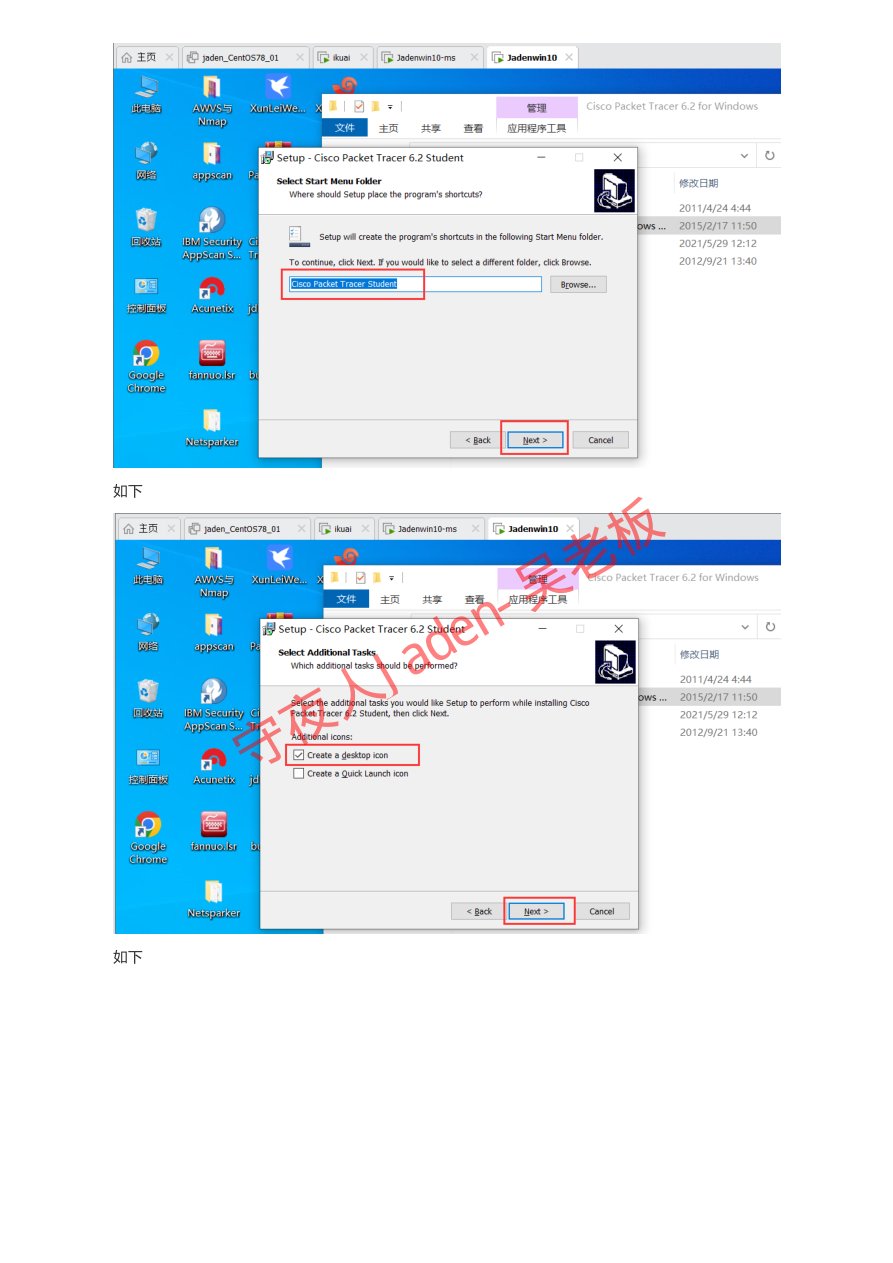 主页 jaden_CentOS78_01 ikuai Jadenwin10-ms Jadenwin10
此电脑 AWVS与 Nmap XunLeiWe... X
管理 Cisco Packet Tracer 6.2 for Windows
文件 主页 共享 查看 应用程序工具
Setup - Cisco Packet Tracer 6.2 Student
Select Start Menu Folder
Where should Setup place the program's shortcuts?
修改日期
网络 appscan Pa
2011/4/24 4:44
ows ... 2015/2/17 11:50
2021/5/29 12:12
2012/9/21 13:40
Setup will create the program's shortcuts in the following Start Menu folder.
回收站 IBM Security AppScan S... Ci Tr
To continue, click Next. If you would like to select a different folder, click Browse.
Cisco Packet Tracer Student Browse...
控制面板 Acunetix jd
Google Chrome fannuo.lsr bu
Netsparker
< Back Next > Cancel
如下
主页 jaden_CentOS78_01 ikuai Jadenwin10-ms Jadenwin10
此电脑 AWVS与 Nmap XunLeiWe... X
管理 Cisco Packet Tracer 6.2 for Windows
文件 主页 共享 查看 应用程序工具
Setup - Cisco Packet Tracer 6.2 Student
Select Additional Tasks
Which additional tasks should be performed?
修改日期
网络 appscan Pa
2011/4/24 4:44
ows ... 2015/2/17 11:50
2021/5/29 12:12
2012/9/21 13:40
Select the additional tasks you would like Setup to perform while installing Cisco
Packet Tracer 6.2 Student, then click Next.
回收站 IBM Security AppScan S... Ci Tr
Additional icons:
Create a desktop icon
Create a Quick Launch icon
控制面板 Acunetix jd
Google Chrome fannuo.lsr bu
Netsparker
< Back Next > Cancel
守夜人Jaden-吴老板
如下